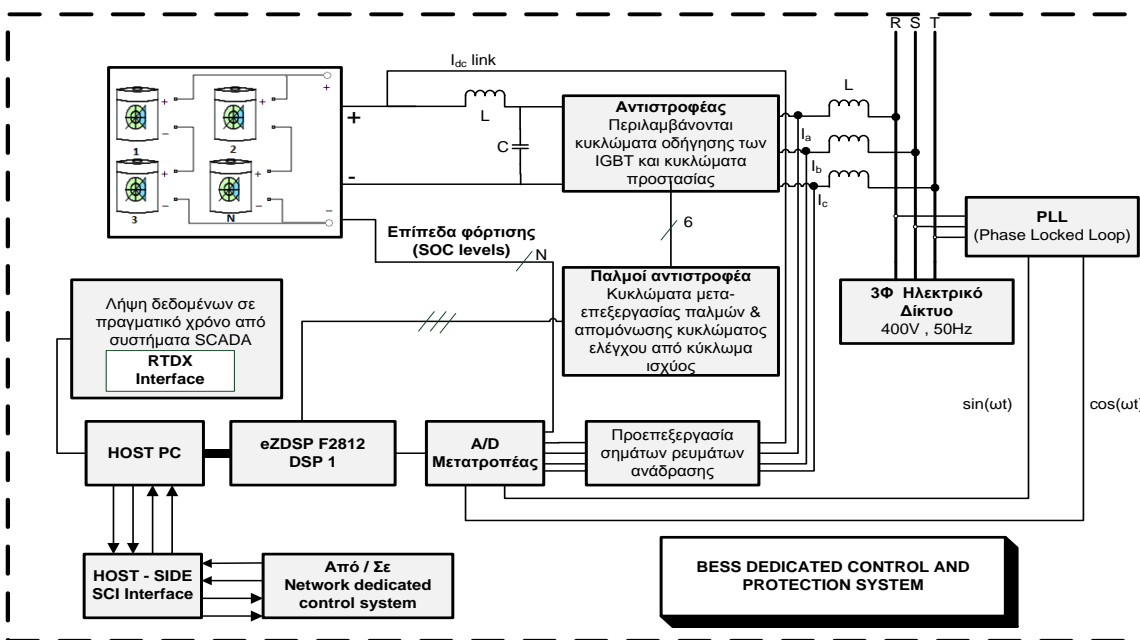 R S T
I_dc link
+
+
+
−
−
1
2
+
+
−
−
3
N
−
+
-
L
C
Αντιστροφέας
Περιλαμβάνονται
κυκλώματα οδήγησης των
IGBT και κυκλώματα
προστασίας
L
I_a
I_b
I_c
PLL
(Phase Locked Loop)
6
Επίπεδα φόρτισης
(SOC levels)
N
Παλμοί αντιστροφέα
Κυκλώματα μετα-
επεξεργασίας παλμών &
απομόνωσης κυκλώματος
ελέγχου από κύκλωμα
ισχύος
3Φ Ηλεκτρικό
Δίκτυο
400V , 50Hz
Λήψη δεδομένων σε
πραγματικό χρόνο από
συστήματα SCADA
RTDX
Interface
sin(ωt)
cos(ωt)
HOST PC
eZDSP F2812
DSP 1
A/D
Μετατροπέας
Προεπεξεργασία
σημάτων ρευμάτων
ανάδρασης
HOST - SIDE
SCI Interface
Από / Σε
Network dedicated
control system
BESS DEDICATED CONTROL AND
PROTECTION SYSTEM